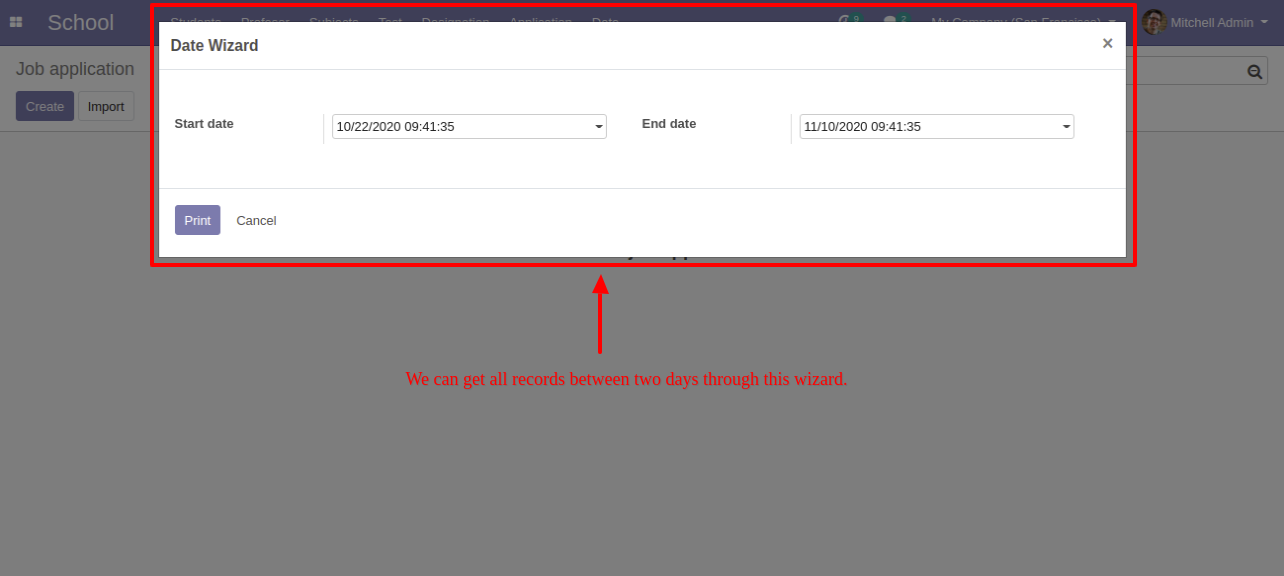 School
Students Profesor Subjects Test Designation Application Date 9 2 My Company (San Francisco) Mitchell Admin
Date Wizard ×
Job application
Create Import
Start date 10/22/2020 09:41:35 End date 11/10/2020 09:41:35
Print Cancel
We can get all records between two days through this wizard.